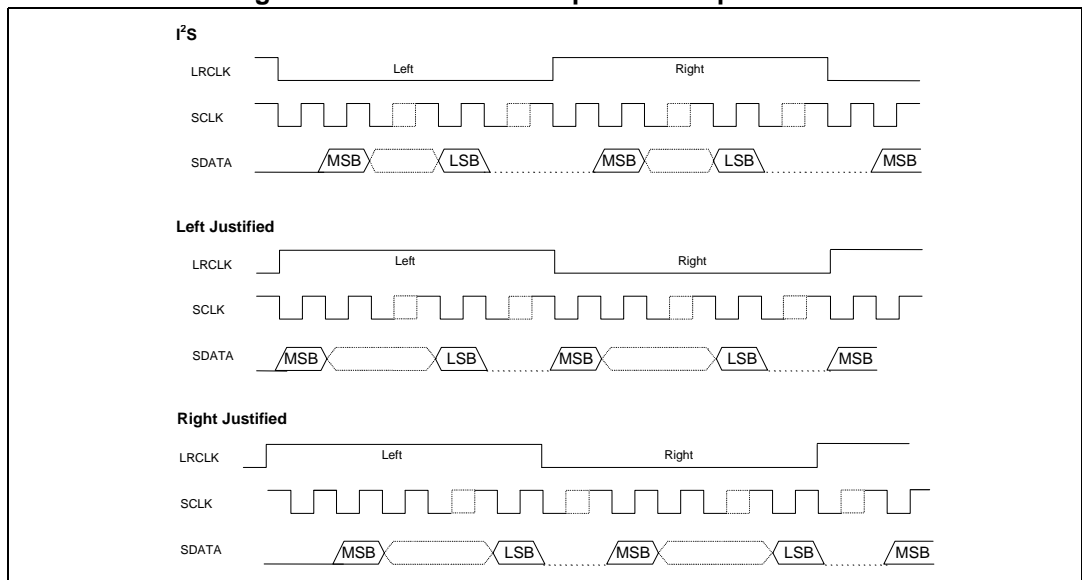 I²S
LRCLK Left Right
SCLK
SDATA MSB LSB MSB LSB MSB
Left Justified
LRCLK Left Right
SCLK
SDATA MSB LSB MSB LSB MSB
Right Justified
LRCLK Left Right
SCLK
SDATA MSB LSB MSB LSB MSB